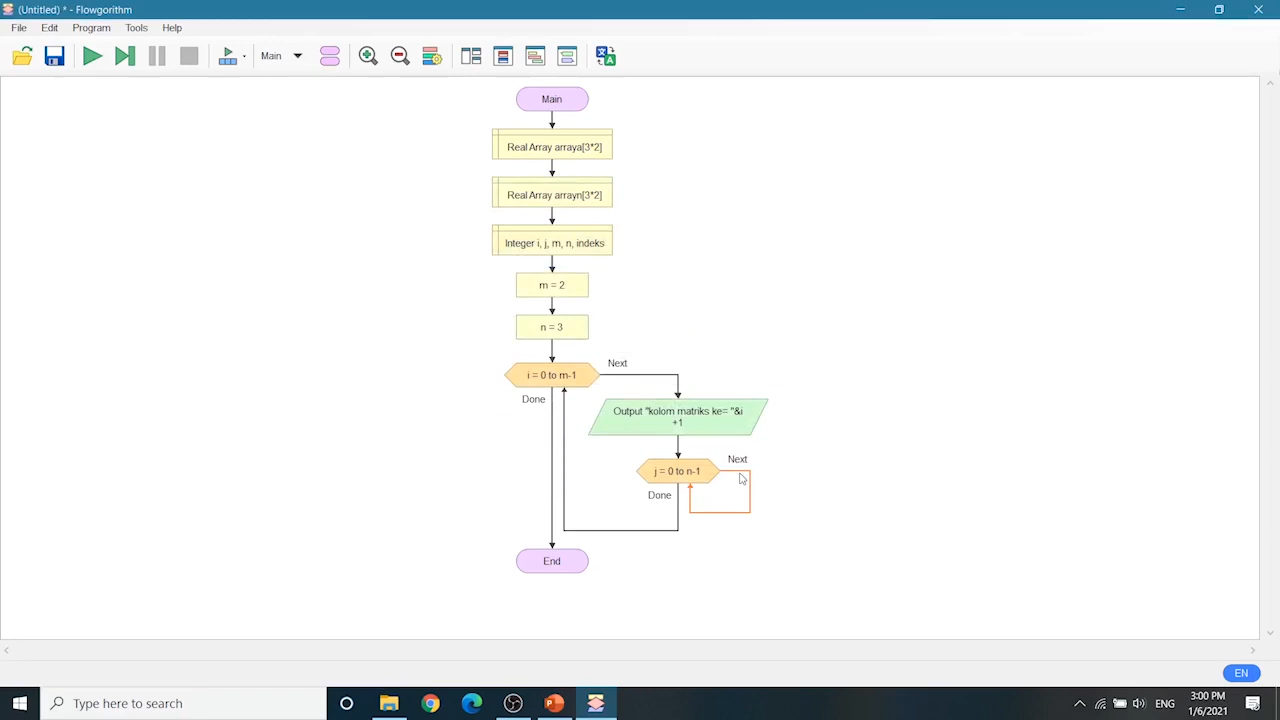 (Untitled) * - Flowgorithm
File Edit Program Tools Help
Main
Main
Real Array arraya[3*2]
Real Array arrayn[3*2]
Integer i, j, m, n, indeks
m = 2
n = 3
i = 0 to m-1
Next
Done
Output "kolom matriks ke= "&i
+1
j = 0 to n-1
Next
Done
End
EN
Type here to search
ENG
3:00 PM
1/6/2021